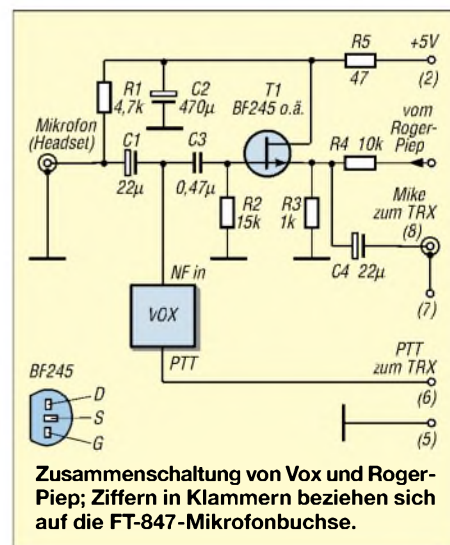 R5
+5V
47
(2)
R1
4,7k
C2
470µ
T1
BF245 o.ä.
vom
Roger-
Piep
Mikrofon
(Headset)
C1
22µ
C3
0,47µ
R4 10k
R2
15k
R3
1k
Mike
zum TRX
(8)
C4 22µ
(7)
NF in
VOX
PTT
PTT
zum TRX
(6)
BF245
D
S
G
(5)
Zusammenschaltung von Vox und Roger-
Piep; Ziffern in Klammern beziehen sich
auf die FT-847-Mikrofonbuchse.